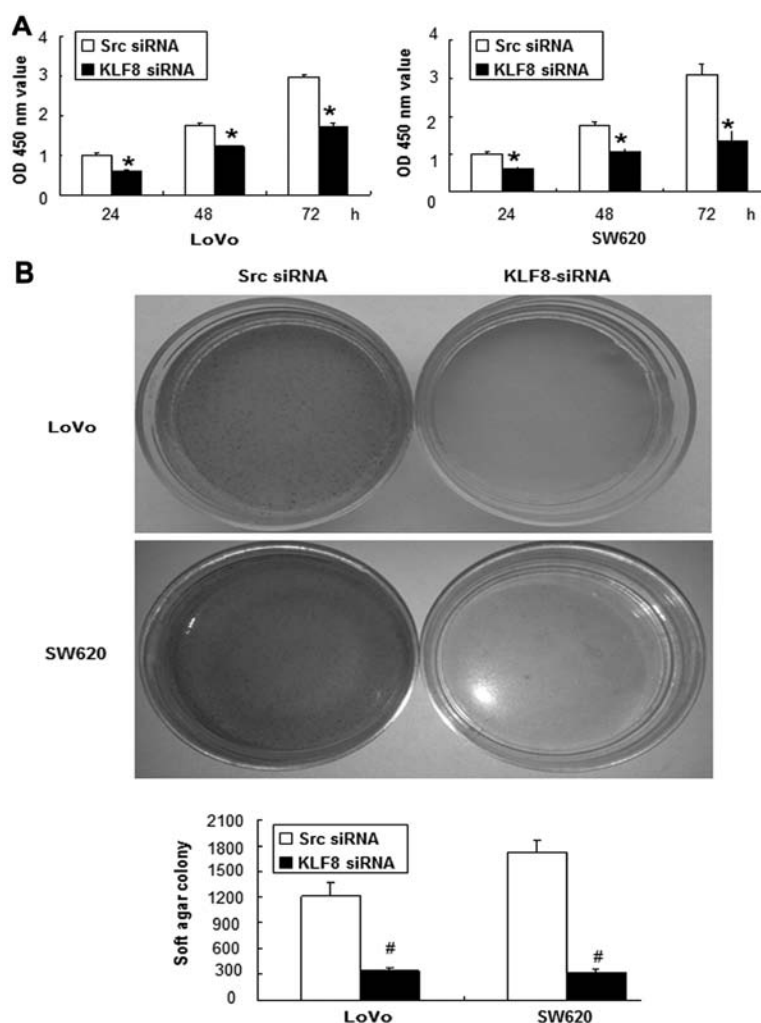 A
OD 450 nm value
4
3
2
1
0
Src siRNA
KLF8 siRNA
*
*
*
24 48 72 h
LoVo
OD 450 nm value
4
3
2
1
0
Src siRNA
KLF8 siRNA
*
*
*
24 48 72 h
SW620
B
Src siRNA KLF8-siRNA
LoVo
SW620
Soft agar colony
2100
1800
1500
1200
900
600
300
0
Src siRNA
KLF8 siRNA
#
#
LoVo SW620